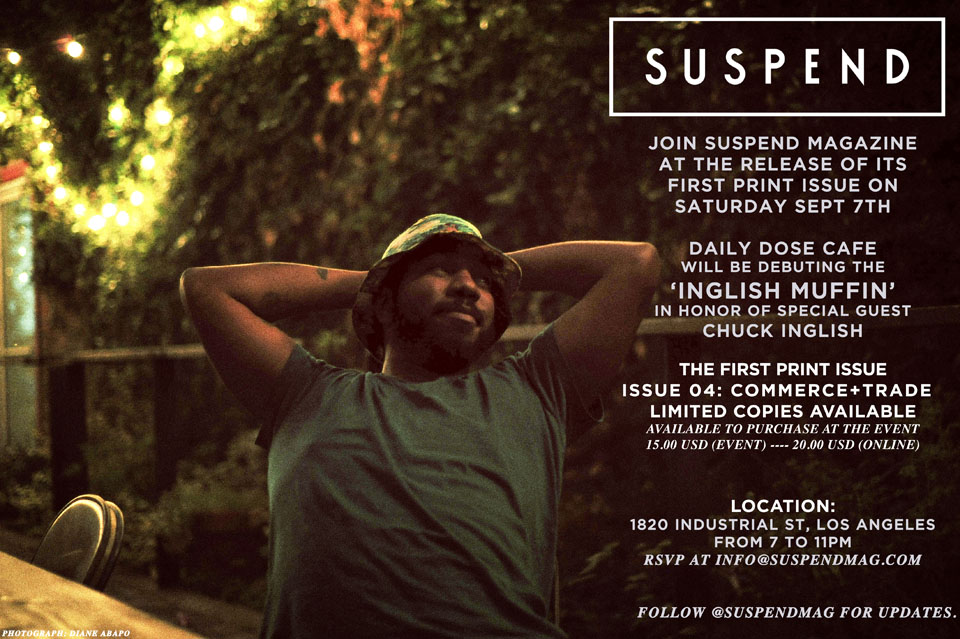 SUSPEND
JOIN SUSPEND MAGAZINE
AT THE RELEASE OF ITS
FIRST PRINT ISSUE ON
SATURDAY SEPT 7TH
DAILY DOSE CAFE
WILL BE DEBUTING THE
'INGLISH MUFFIN'
IN HONOR OF SPECIAL GUEST
CHUCK INGLISH
THE FIRST PRINT ISSUE
ISSUE 04: COMMERCE+TRADE
LIMITED COPIES AVAILABLE
AVAILABLE TO PURCHASE AT THE EVENT
15.00 USD (EVENT) ---- 20.00 USD (ONLINE)
LOCATION:
1820 INDUSTRIAL ST, LOS ANGELES
FROM 7 TO 11PM
RSVP AT INFO@SUSPENDMAG.COM
FOLLOW @SUSPENDMAG FOR UPDATES.
PHOTOGRAPH: DIANE ABAPO